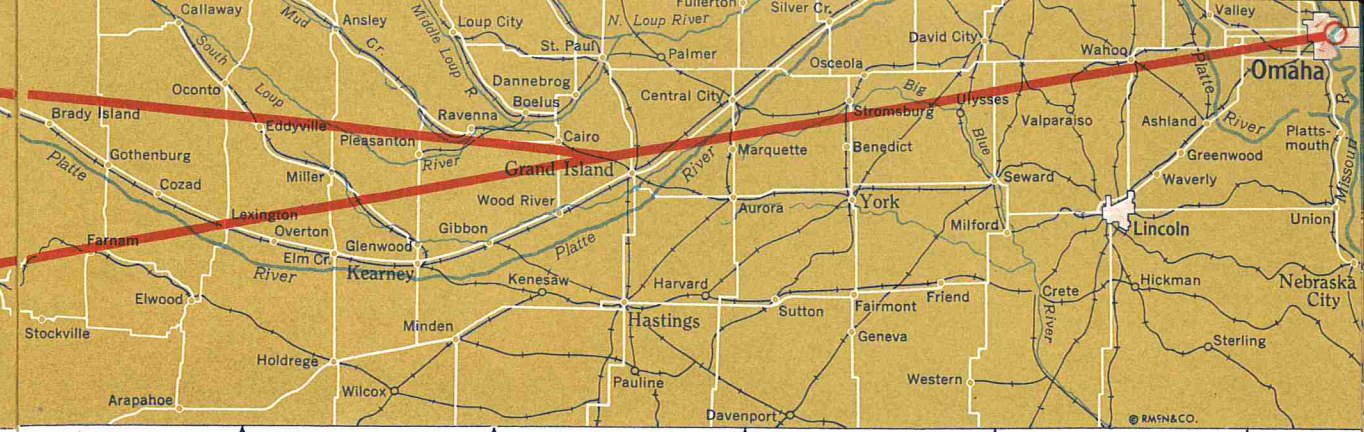 Callaway
Mud
Ansley
Cr.
Middle Loup R.
Loup City
N. Loup River
Fullerton
Silver Cr.
Valley
South
Loup
River
St. Paul
Palmer
David City
Wahoo
Platte
River
Omaha
Oconto
Dannebrog
Osceola
Boelus
Central City
Big
Blue
Ulysses
Brady Island
Eddyville
Pleasanton
Ravenna
Cairo
Stromsburg
Valparaiso
Ashland
Platts-
mouth
Missouri R.
Gothenburg
Platte
River
Miller
Grand Island
River
Marquette
Benedict
Greenwood
Cozad
Wood River
Seward
Waverly
Lexington
Aurora
York
Farnam
Overton
Glenwood
Gibbon
Platte
Milford
Lincoln
Union
Elm Cr.
Kearney
Elwood
Kenesaw
Harvard
Friend
Crete
River
Hickman
Nebraska
City
Stockville
Minden
Hastings
Sutton
Fairmont
Geneva
Sterling
Holdrege
Wilcox
Pauline
Western
Arapahoe
Davenport
© RMcN&CO.